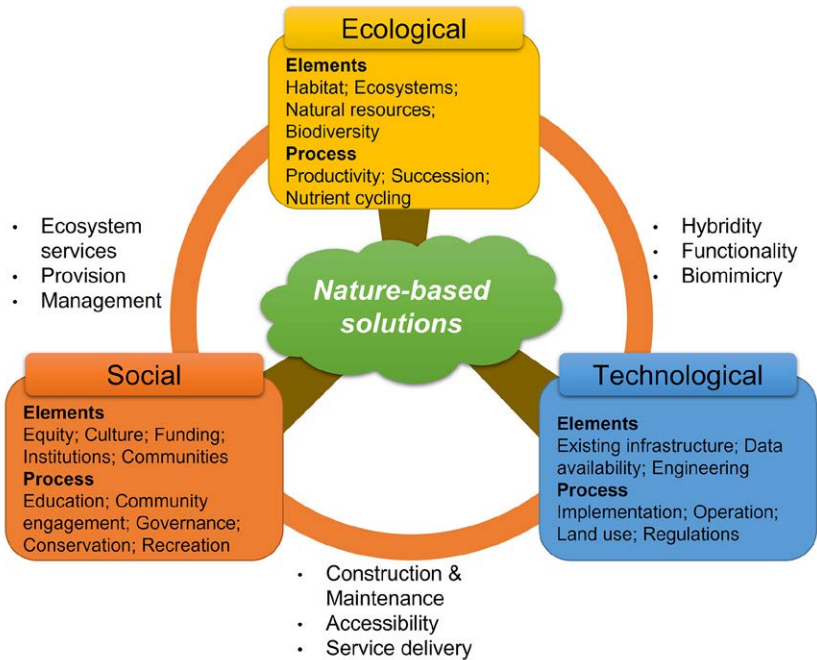 Ecological
Elements
Habitat; Ecosystems;
Natural resources;
Biodiversity
Process
Productivity; Succession;
Nutrient cycling
• Ecosystem
services
• Provision
• Management
• Hybridity
• Functionality
• Biomimicry
Nature-based
solutions
Social
Elements
Equity; Culture; Funding;
Institutions; Communities
Process
Education; Community
engagement; Governance;
Conservation; Recreation
Technological
Elements
Existing infrastructure; Data
availability; Engineering
Process
Implementation; Operation;
Land use; Regulations
• Construction &
Maintenance
• Accessibility
• Service delivery